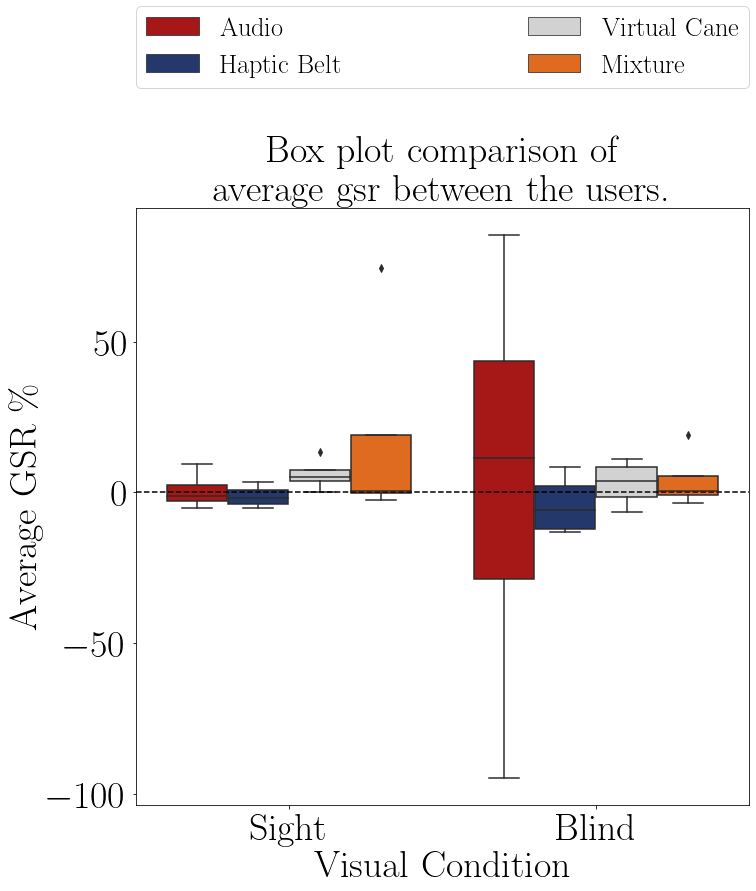 Audio
Haptic Belt
Virtual Cane
Mixture
Box plot comparison of
average gsr between the users.
Average GSR %
50
0
−50
−100
Sight
Blind
Visual Condition